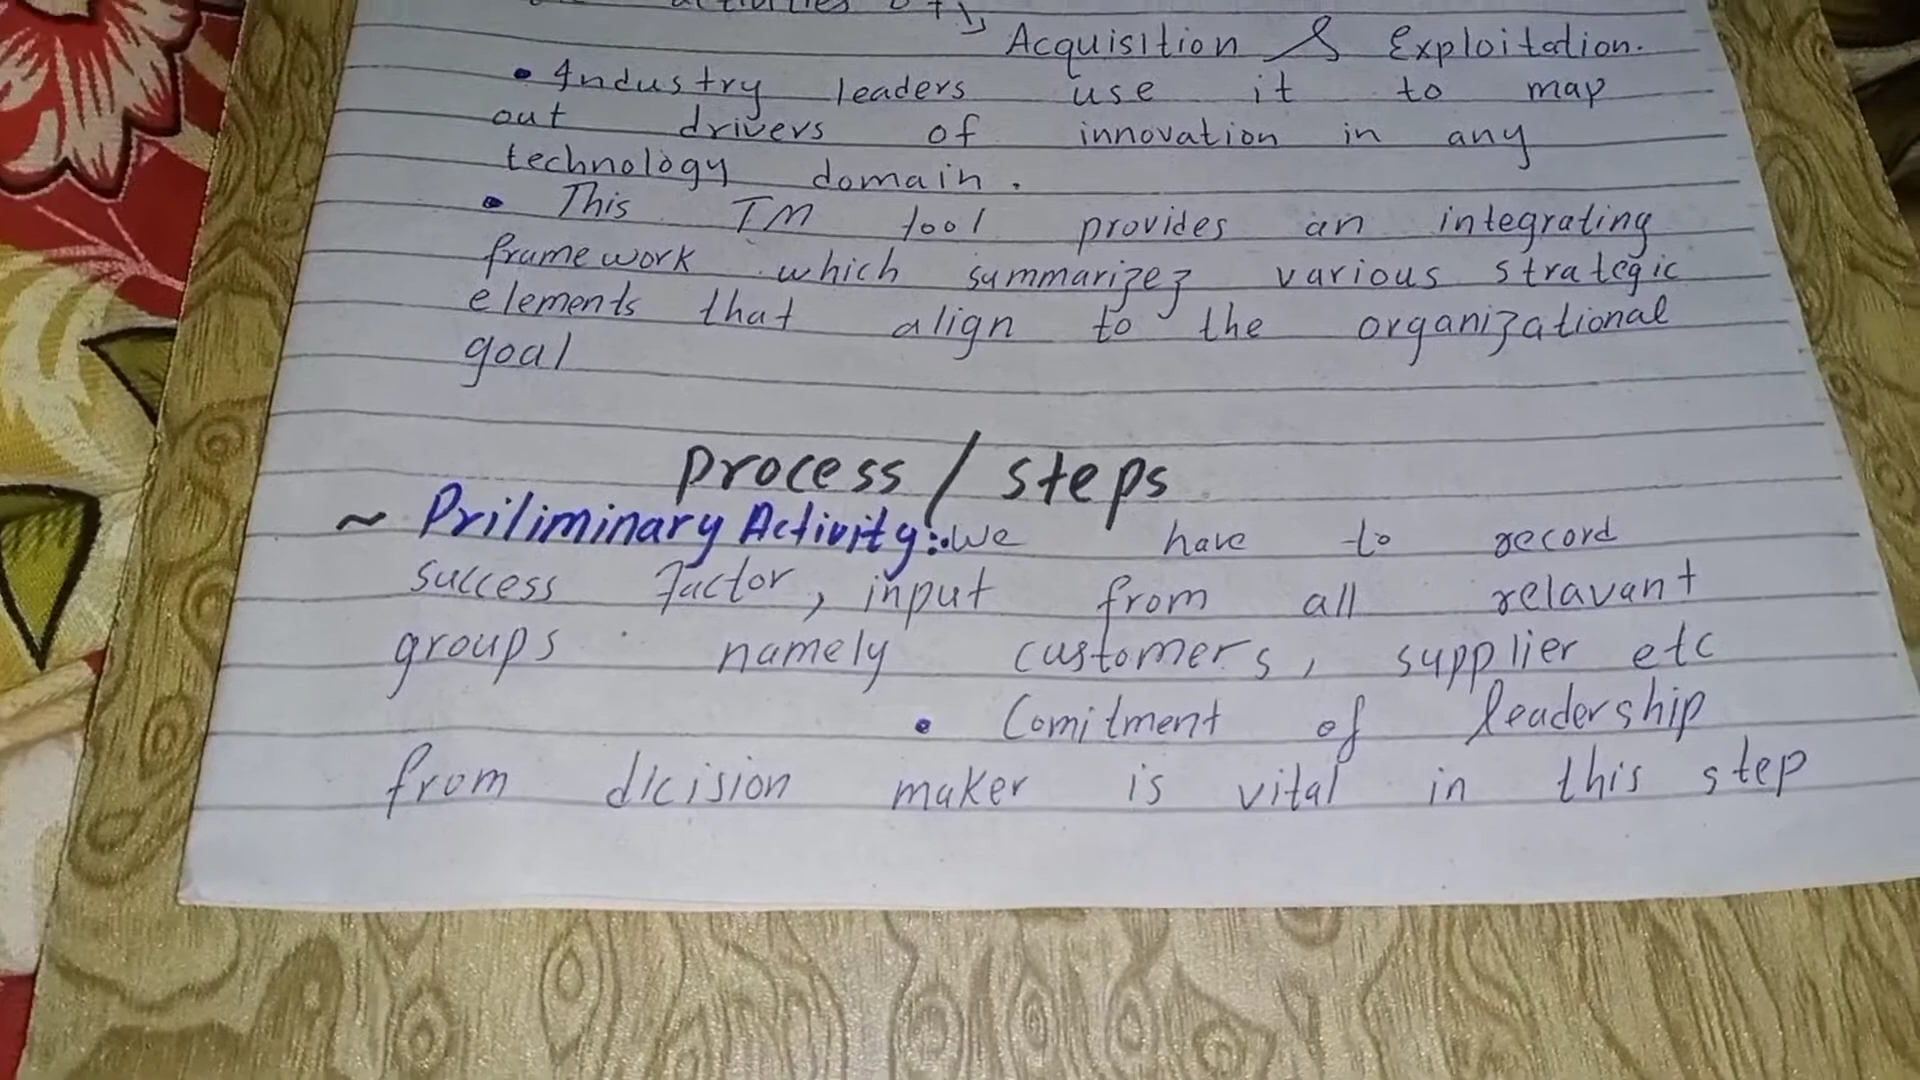 Acquisition & Exploitation.
• Industry leaders use it to map
out drivers of innovation in any
technology domain.
• This TM tool provides an integrating
framework which summarizez various strategic
elements that align to the organizational
goal
process / steps
~ Priliminary Activity:• We have to record
success factor, input from all relavant
groups namely customers, supplier etc
• Comitment of leadership
from dicision maker is vital in this step